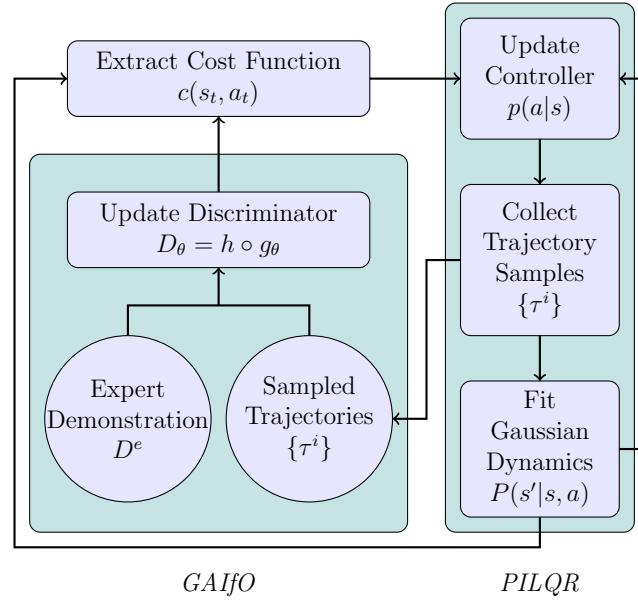 Extract Cost Function
c(s_t, a_t)
Update
Controller
p(a|s)
Update Discriminator
D_θ = h ∘ g_θ
Collect
Trajectory
Samples
{τ^i}
Expert
Demonstration
D^e
Sampled
Trajectories
{τ^i}
Fit
Gaussian
Dynamics
P(s′|s, a)
GAIfO
PILQR